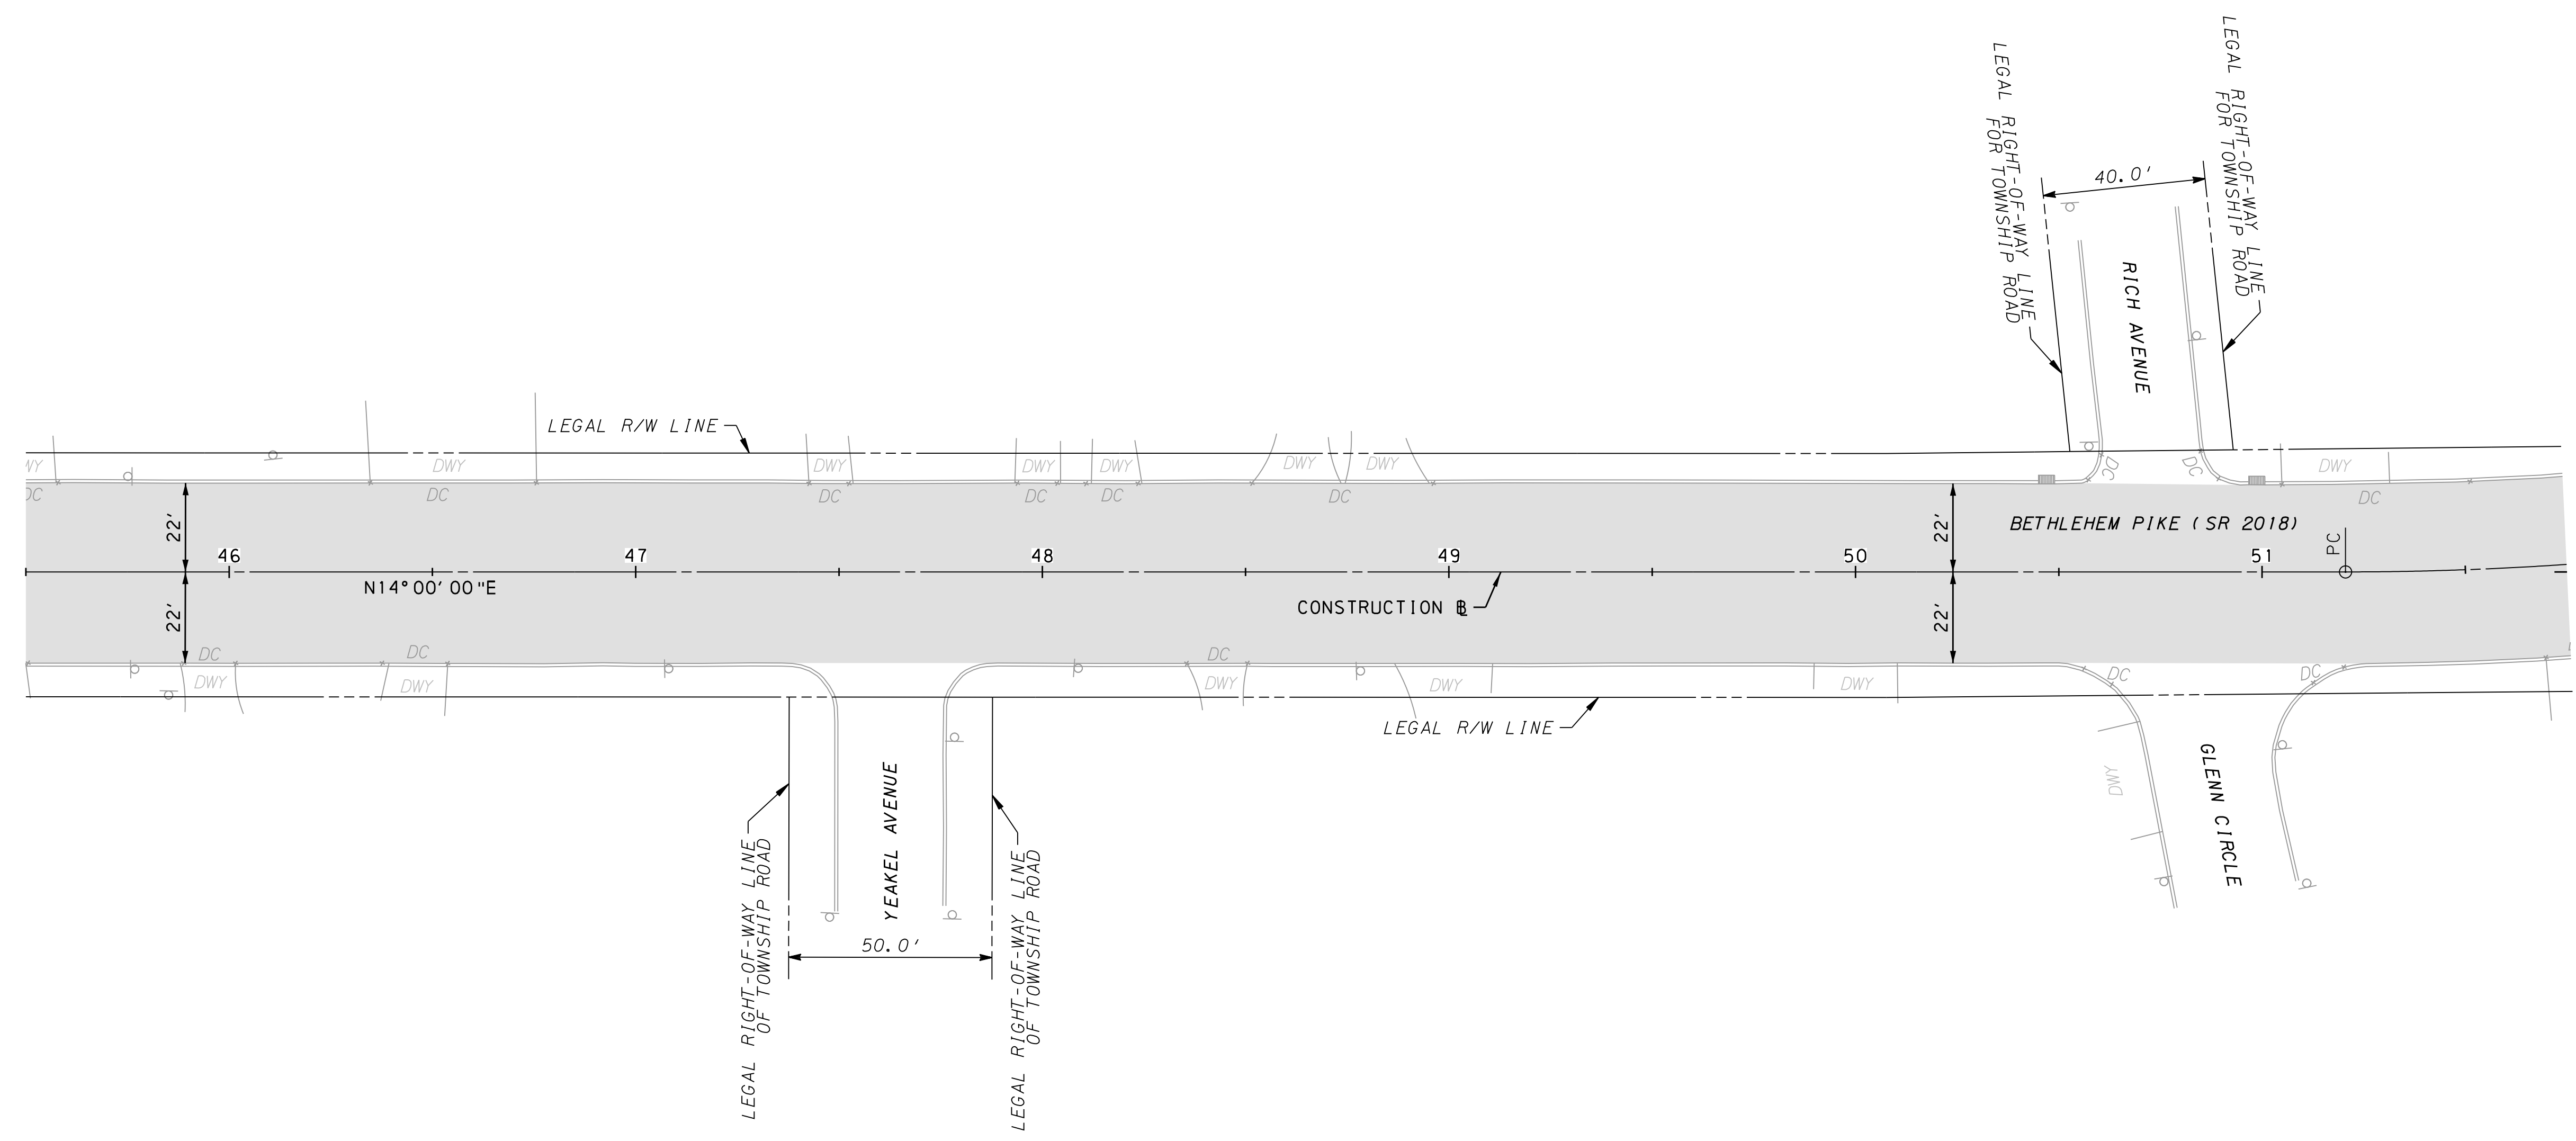 LEGAL RIGHT-OF-WAY LINE
FOR TOWNSHIP ROAD
LEGAL RIGHT-OF-WAY LINE
FOR TOWNSHIP ROAD
40.0'
RICH AVENUE
LEGAL R/W LINE
WY
DWY
DWY
DWY
DWY
DWY
DWY
DWY
DC
DC
DC
DC
DC
DC
DC
DC
DC
22'
22'
BETHLEHEM PIKE (SR 2018)
46
47
48
49
50
51
PC
N14°00'00"E
CONSTRUCTION BL
22'
22'
DC
DC
DC
DC
DC
DWY
DWY
DWY
DWY
DWY
LEGAL R/W LINE
DWY
GLENN CIRCLE
YEAKEL AVENUE
50.0'
LEGAL RIGHT-OF-WAY LINE
OF TOWNSHIP ROAD
LEGAL RIGHT-OF-WAY LINE
OF TOWNSHIP ROAD